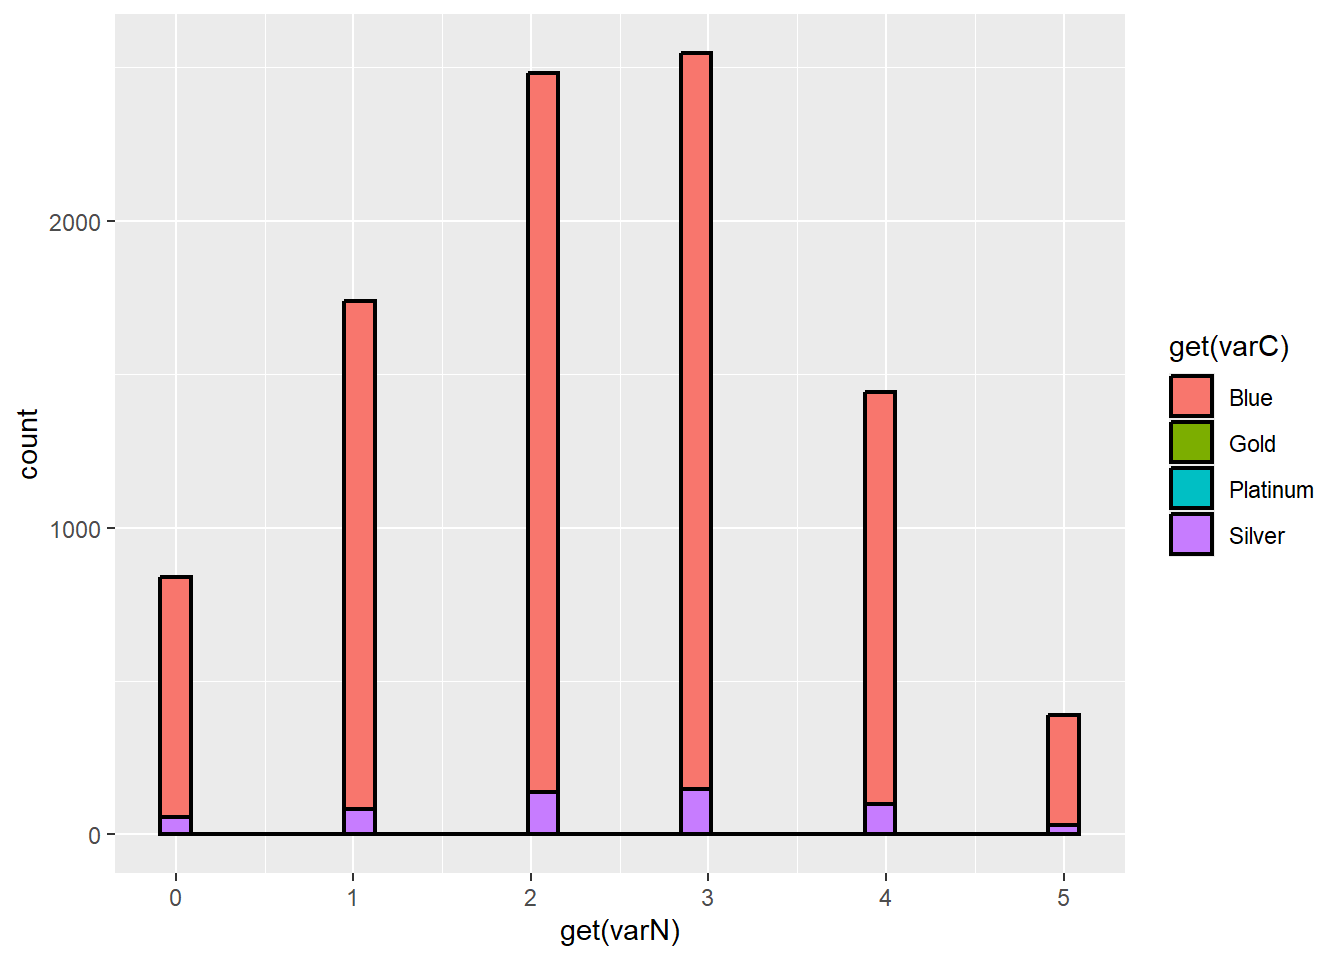 2000
1000
0
count
0 1 2 3 4 5
get(varN)
get(varC)
Blue
Gold
Platinum
Silver